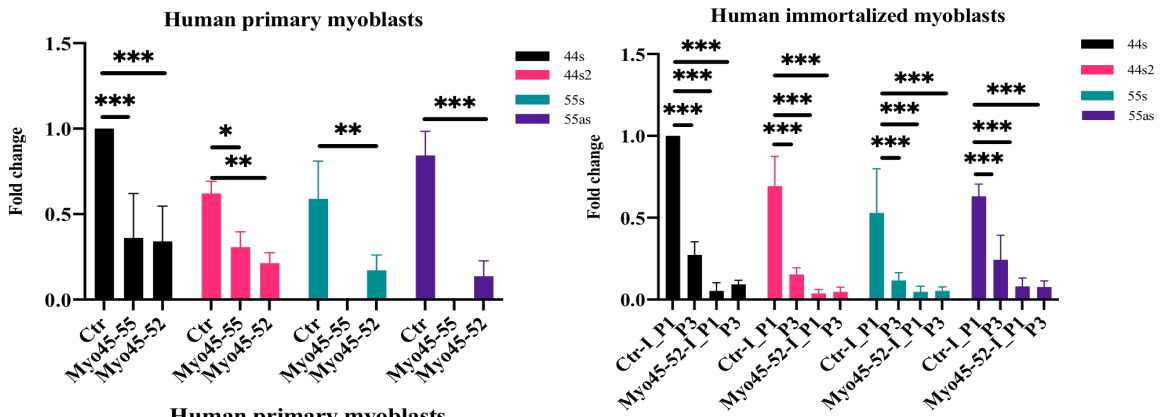 Human primary myoblasts
Fold change
1.5
1.0
0.5
0.0
***
***
*
**
**
***
44s
44s2
55s
55as
Ctr
Myo45-55
Myo45-52
Ctr
Myo45-55
Myo45-52
Ctr
Myo45-55
Myo45-52
Ctr
Myo45-55
Myo45-52
Human immortalized myoblasts
Fold change
1.5
1.0
0.5
0.0
***
***
***
***
***
***
***
***
***
***
***
***
44s
44s2
55s
55as
Ctr-I_P1
P3
Myo45-52-I_P1
P3
Ctr-I_P1
P3
Myo45-52-I_P1
P3
Ctr-I_P1
P3
Myo45-52-I_P1
P3
Ctr-I_P1
P3
Myo45-52-I_P1
P3
Human primary myoblasts